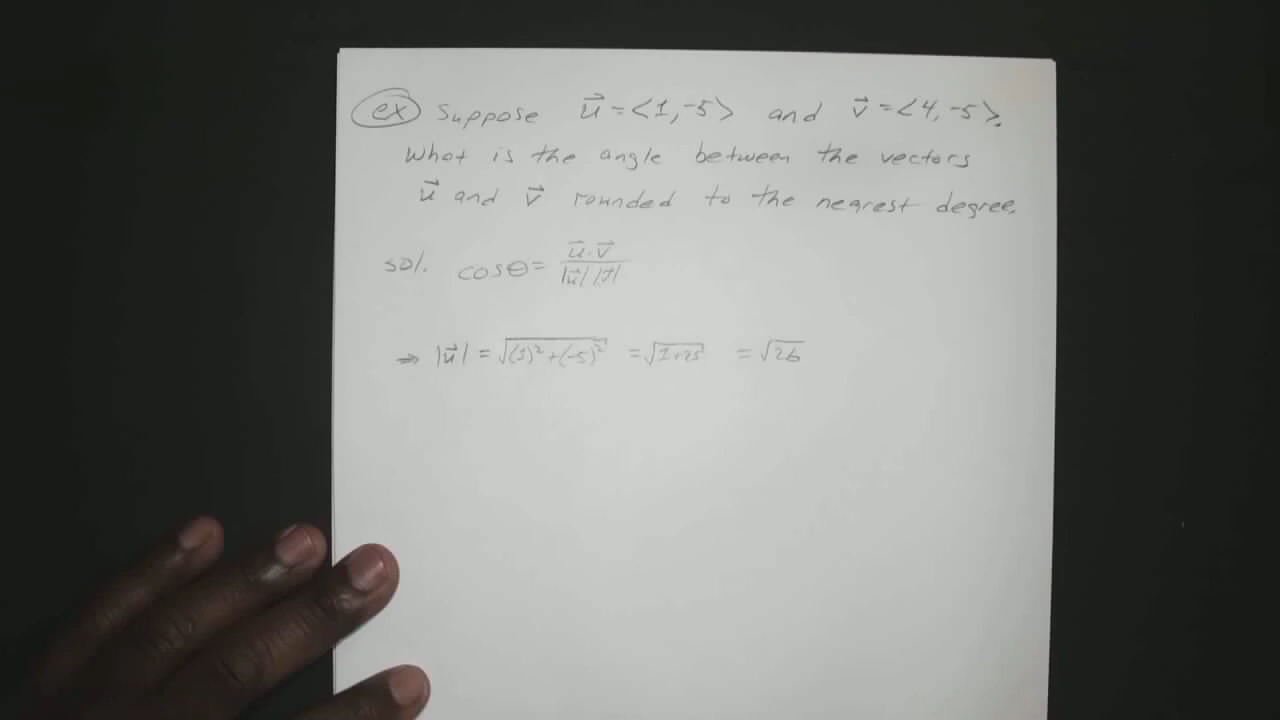 ex suppose u⃗ = <1, -5> and v⃗ = <4, -5>.
What is the angle between the vectors
u⃗ and v⃗ rounded to the nearest degree.
sol. cosθ = u⃗·v⃗ / |u⃗| |v⃗|
⇒ |u⃗| = √((1)² + (-5)²) = √(1+25) = √26